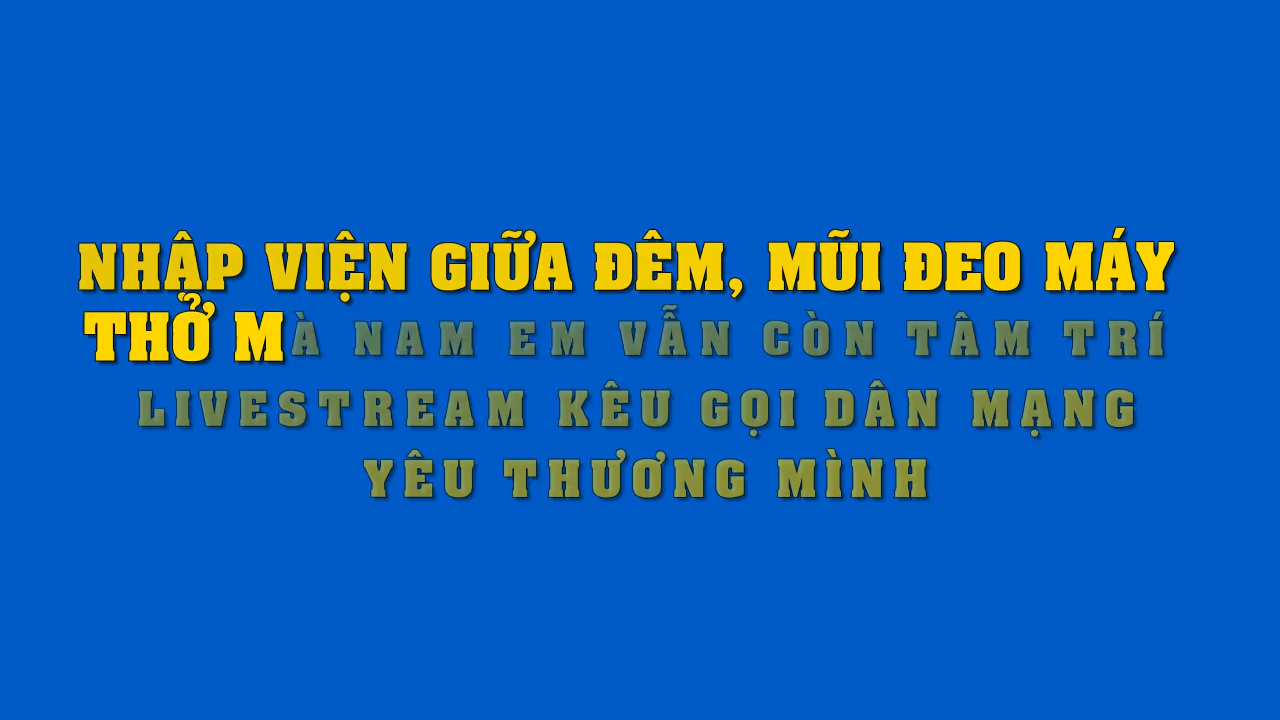 NHẬP VIỆN GIỮA ĐÊM, MŨI ĐEO MÁY
THỞ MÀ NAM EM VẪN CÒN TÂM TRÍ
LIVESTREAM KÊU GỌI DÂN MẠNG
YÊU THƯƠNG MÌNH